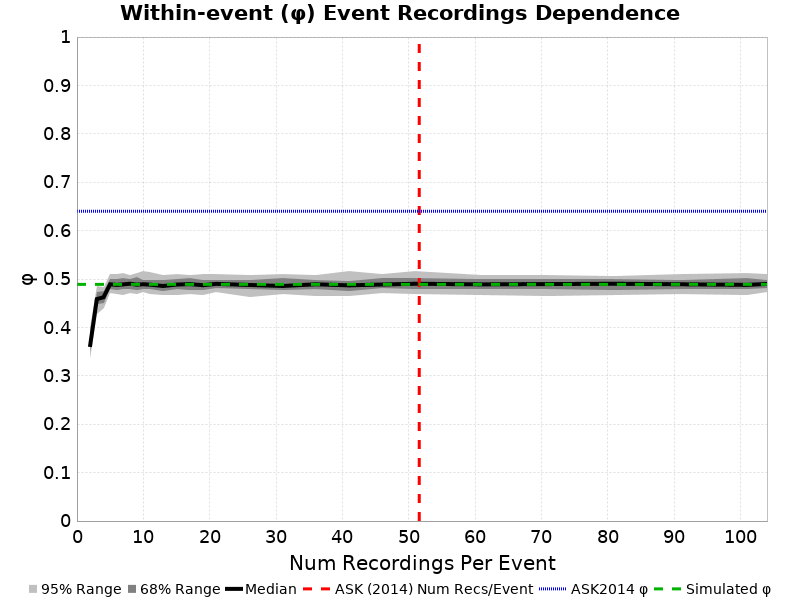 Within-event (φ) Event Recordings Dependence
1
0.9
0.8
0.7
0.6
0.5
0.4
0.3
0.2
0.1
0
φ
0 10 20 30 40 50 60 70 80 90 100
Num Recordings Per Event
95% Range 68% Range Median ASK (2014) Num Recs/Event ASK2014 φ Simulated φ